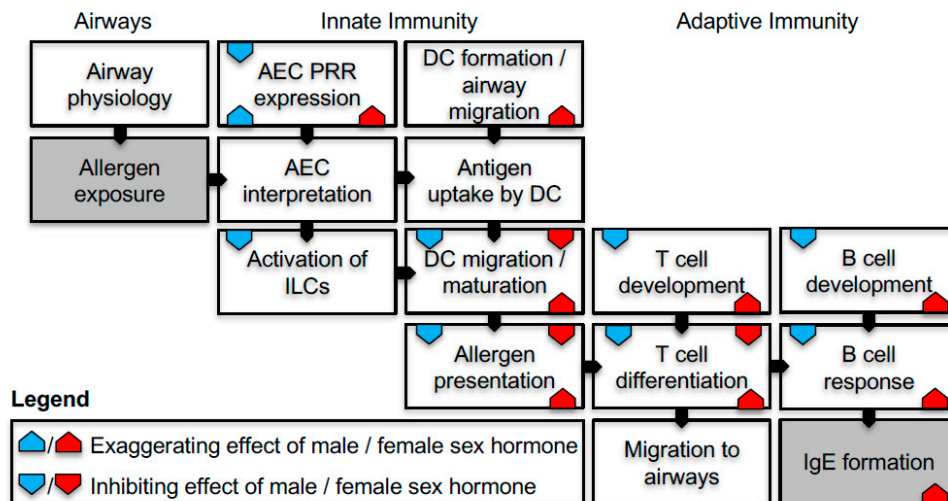 Airways
Innate Immunity
Adaptive Immunity
Airway
physiology
AEC PRR
expression
DC formation /
airway
migration
Allergen
exposure
AEC
interpretation
Antigen
uptake by DC
Activation of
ILCs
DC migration /
maturation
T cell
development
B cell
development
Allergen
presentation
T cell
differentiation
B cell
response
Migration to
airways
IgE formation
Legend
/ Exaggerating effect of male / female sex hormone
/ Inhibiting effect of male / female sex hormone